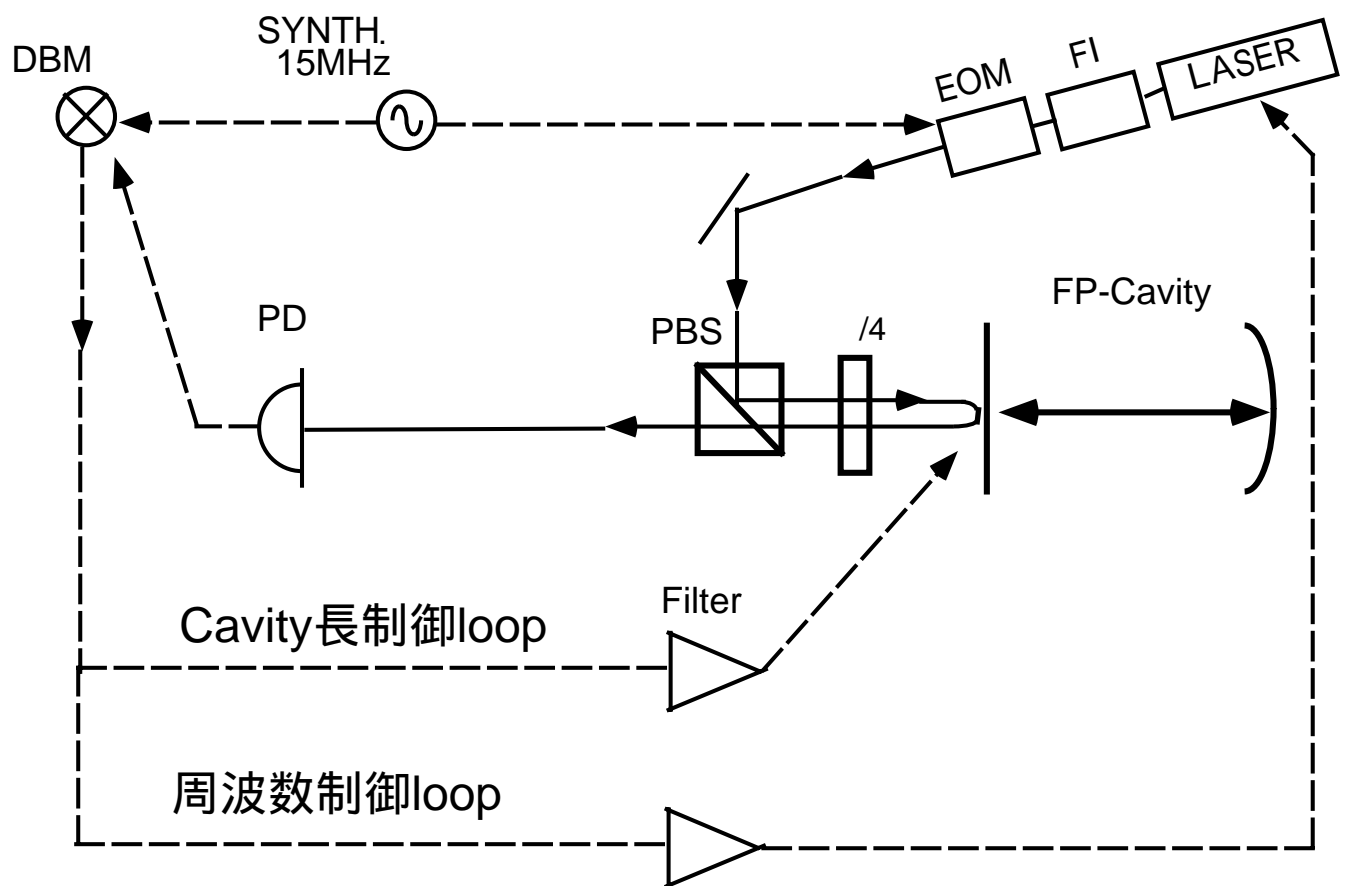 SYNTH.
15MHz
DBM
EOM
FI
LASER
PD
PBS
/4
FP-Cavity
Filter
Cavity長制御loop
周波数制御loop